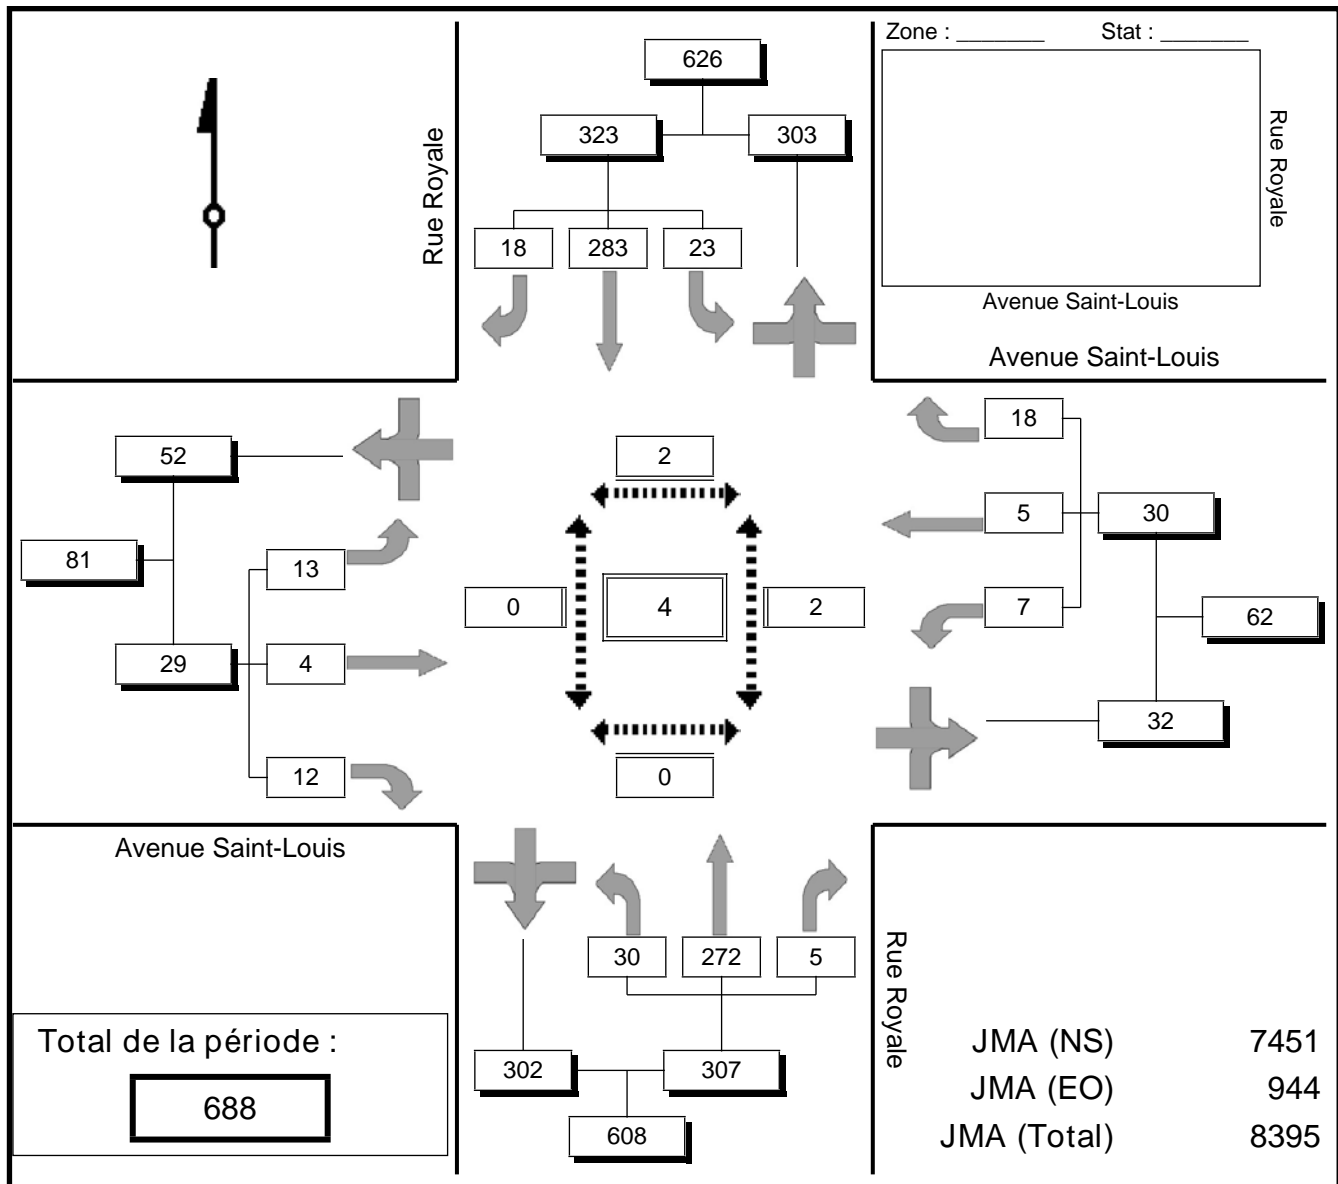 Zone : _______ Stat : _______
626
323 303
Rue Royale
Rue Royale
18 283 23
Avenue Saint-Louis
Avenue Saint-Louis
18
52
2
5 30
81
13
0 4 2
7
62
29 4
32
12
0
Avenue Saint-Louis
30 272 5
Rue Royale
Total de la période :
688
302 307
608
JMA (NS) 7451
JMA (EO) 944
JMA (Total) 8395